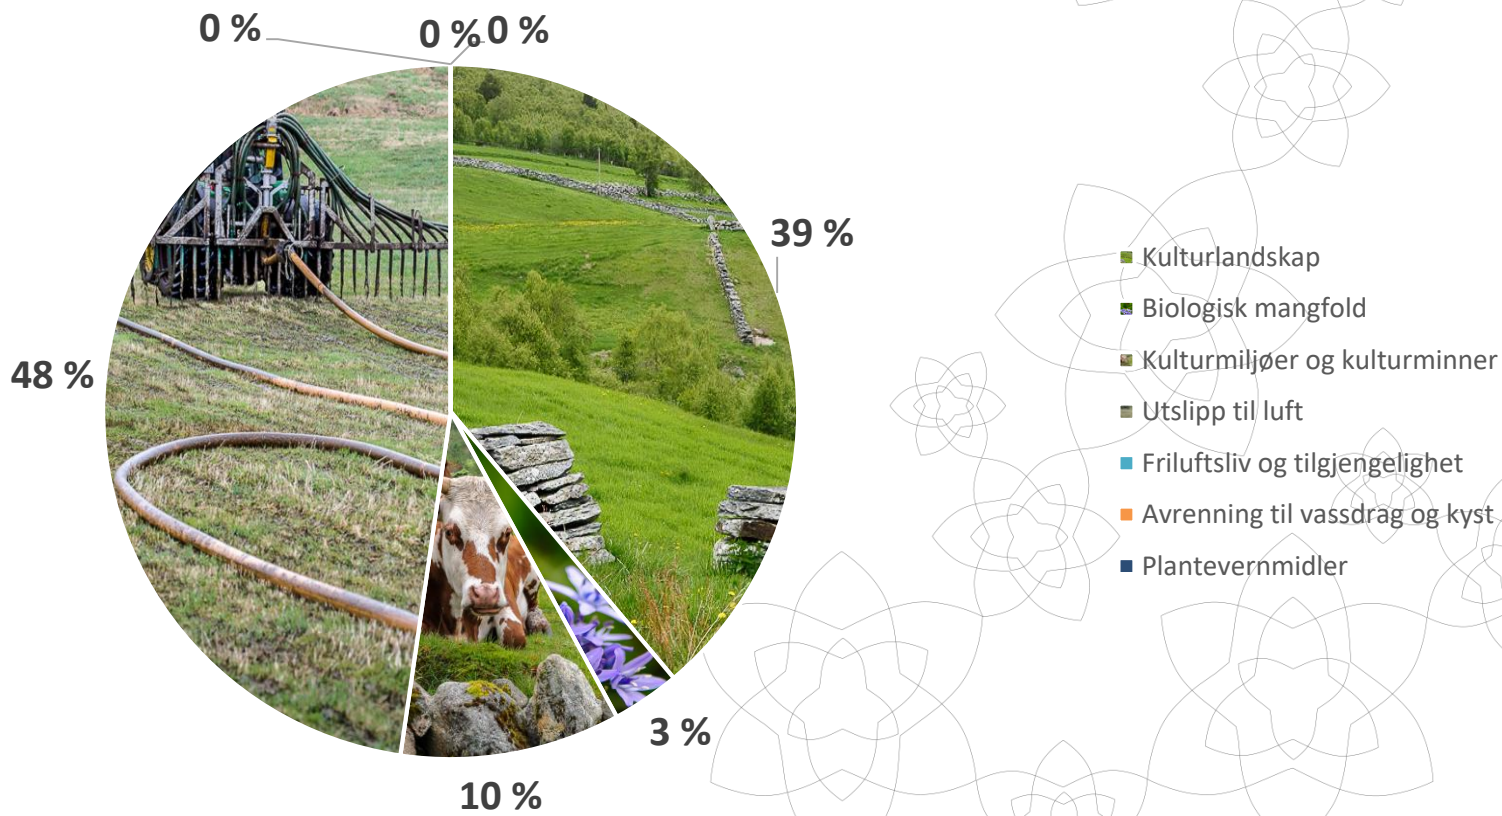 0 %
0 %
0 %
39 %
48 %
3 %
10 %
Kulturlandskap
Biologisk mangfold
Kulturmiljøer og kulturminner
Utslipp til luft
Friluftsliv og tilgjengelighet
Avrenning til vassdrag og kyst
Plantevernmidler